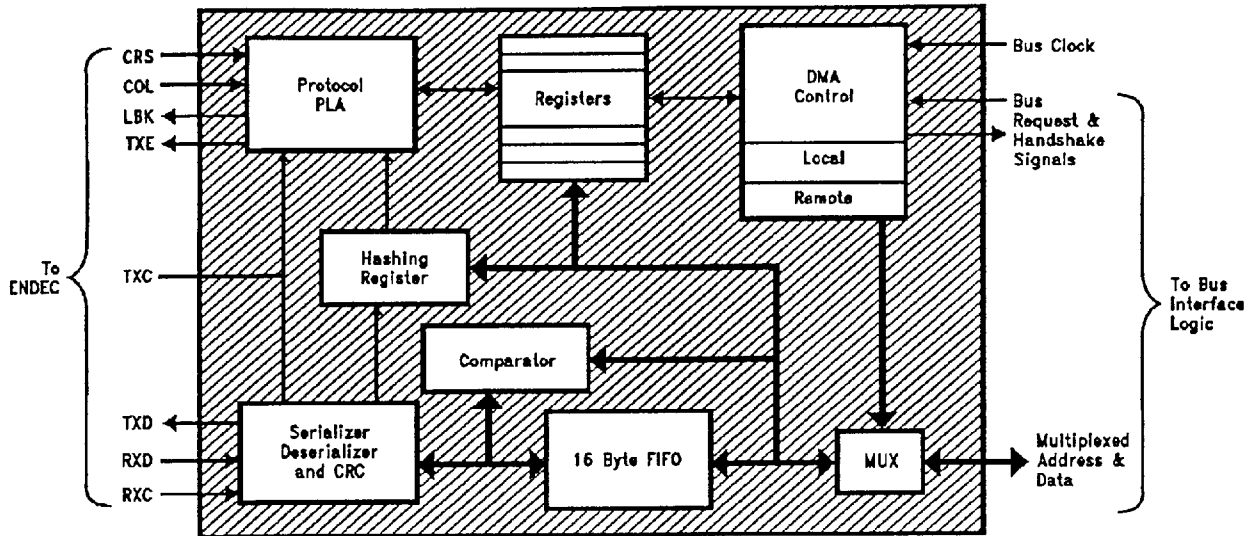 CRS
COL
LBK
TXE
To
ENDEC
TXC
TXD
RXD
RXC
Protocol
PLA
Registers
DMA
Control
Local
Remote
Hashing
Register
Comparator
Serializer
Deserializer
and CRC
16 Byte FIFO
MUX
Bus Clock
Bus
Request &
Handshake
Signals
To Bus
Interface
Logic
Multiplexed
Address &
Data